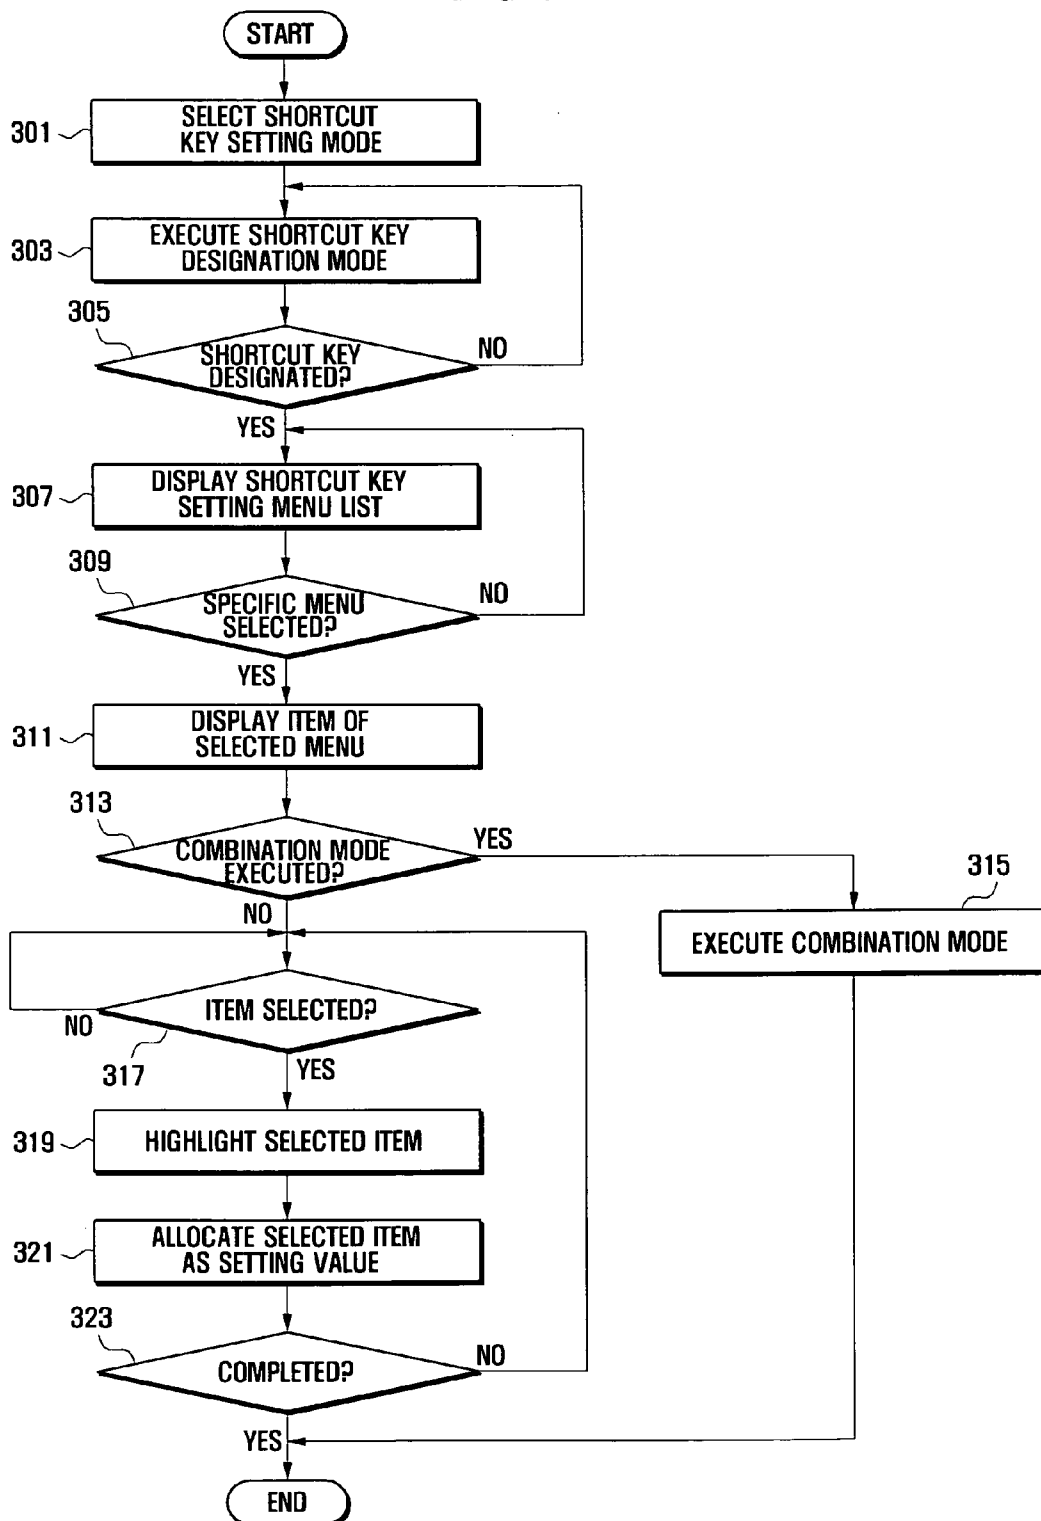 START
301
SELECT SHORTCUT
KEY SETTING MODE
303
EXECUTE SHORTCUT KEY
DESIGNATION MODE
305
SHORTCUT KEY
DESIGNATED?
NO
YES
307
DISPLAY SHORTCUT KEY
SETTING MENU LIST
309
SPECIFIC MENU
SELECTED?
NO
YES
311
DISPLAY ITEM OF
SELECTED MENU
313
COMBINATION MODE
EXECUTED?
YES
NO
315
EXECUTE COMBINATION MODE
ITEM SELECTED?
NO
317
YES
319
HIGHLIGHT SELECTED ITEM
321
ALLOCATE SELECTED ITEM
AS SETTING VALUE
323
COMPLETED?
NO
YES
END